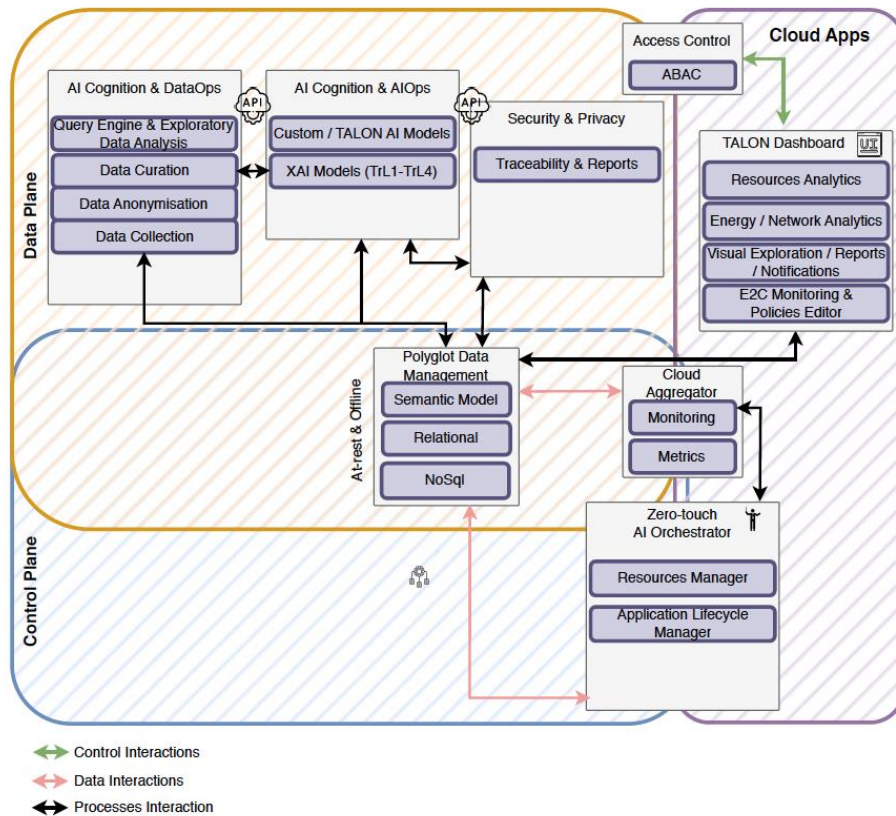 Cloud Apps
Access Control
ABAC
AI Cognition & DataOps
API
AI Cognition & AIOps
API
Query Engine & Exploratory
Data Analysis
Data Curation
Data Anonymisation
Data Collection
Custom / TALON AI Models
XAI Models (TrL1-TrL4)
Security & Privacy
Traceability & Reports
TALON Dashboard
UI
Resources Analytics
Energy / Network Analytics
Visual Exploration / Reports
/ Notifications
E2C Monitoring &
Policies Editor
Data Plane
Polyglot Data
Management
Semantic Model
Relational
NoSql
At-rest & Offline
Cloud
Aggregator
Monitoring
Metrics
Control Plane
Zero-touch
AI Orchestrator
Resources Manager
Application Lifecycle
Manager
Control Interactions
Data Interactions
Processes Interaction